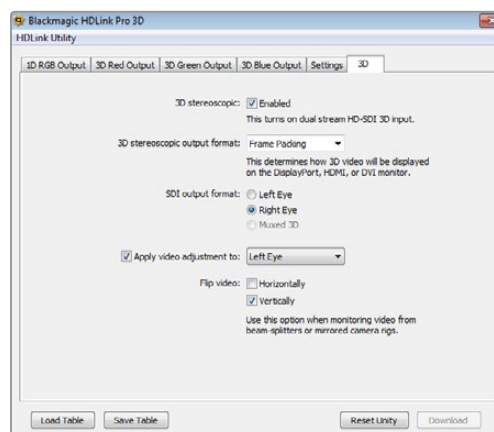 Blackmagic HDLink Pro 3D
HDLink Utility
1D RGB Output 3D Red Output 3D Green Output 3D Blue Output Settings 3D
3D stereoscopic: Enabled
This turns on dual stream HD-SDI 3D input.
3D stereoscopic output format: Frame Packing
This determines how 3D video will be displayed
on the DisplayPort, HDMI, or DVI monitor.
SDI output format: Left Eye
Right Eye
Muxed 3D
Apply video adjustment to: Left Eye
Flip video: Horizontally
Vertically
Use this option when monitoring video from
beam-splitters or mirrored camera rigs.
Load Table Save Table Reset Unity Download